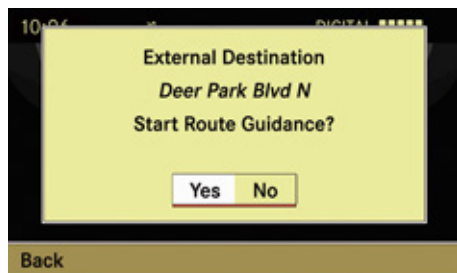 External Destination
Deer Park Blvd N
Start Route Guidance?
Yes No
Back